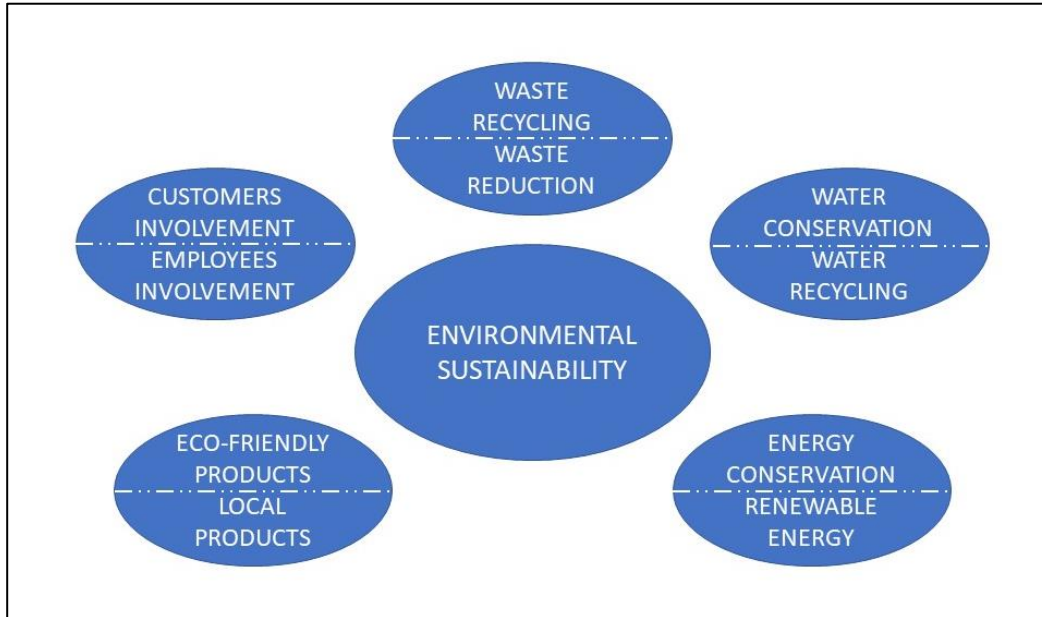 WASTE
RECYCLING
WASTE
REDUCTION
CUSTOMERS
INVOLVEMENT
EMPLOYEES
INVOLVEMENT
WATER
CONSERVATION
WATER
RECYCLING
ENVIRONMENTAL
SUSTAINABILITY
ECO-FRIENDLY
PRODUCTS
LOCAL
PRODUCTS
ENERGY
CONSERVATION
RENEWABLE
ENERGY